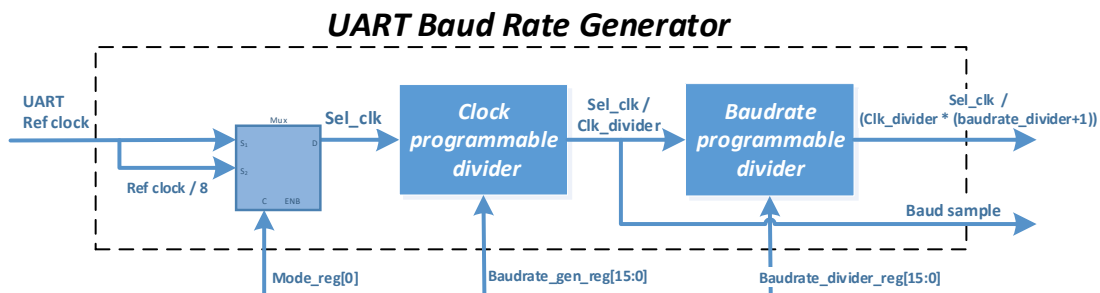 UART Baud Rate Generator
UART
Ref clock
Mux
S1
S2
D
C
ENB
Ref clock / 8
Sel_clk
Clock
programmable
divider
Sel_clk /
Clk_divider
Baudrate
programmable
divider
Sel_clk /
(Clk_divider * (baudrate_divider+1))
Baud sample
Mode_reg[0]
Baudrate_gen_reg[15:0]
Baudrate_divider_reg[15:0]